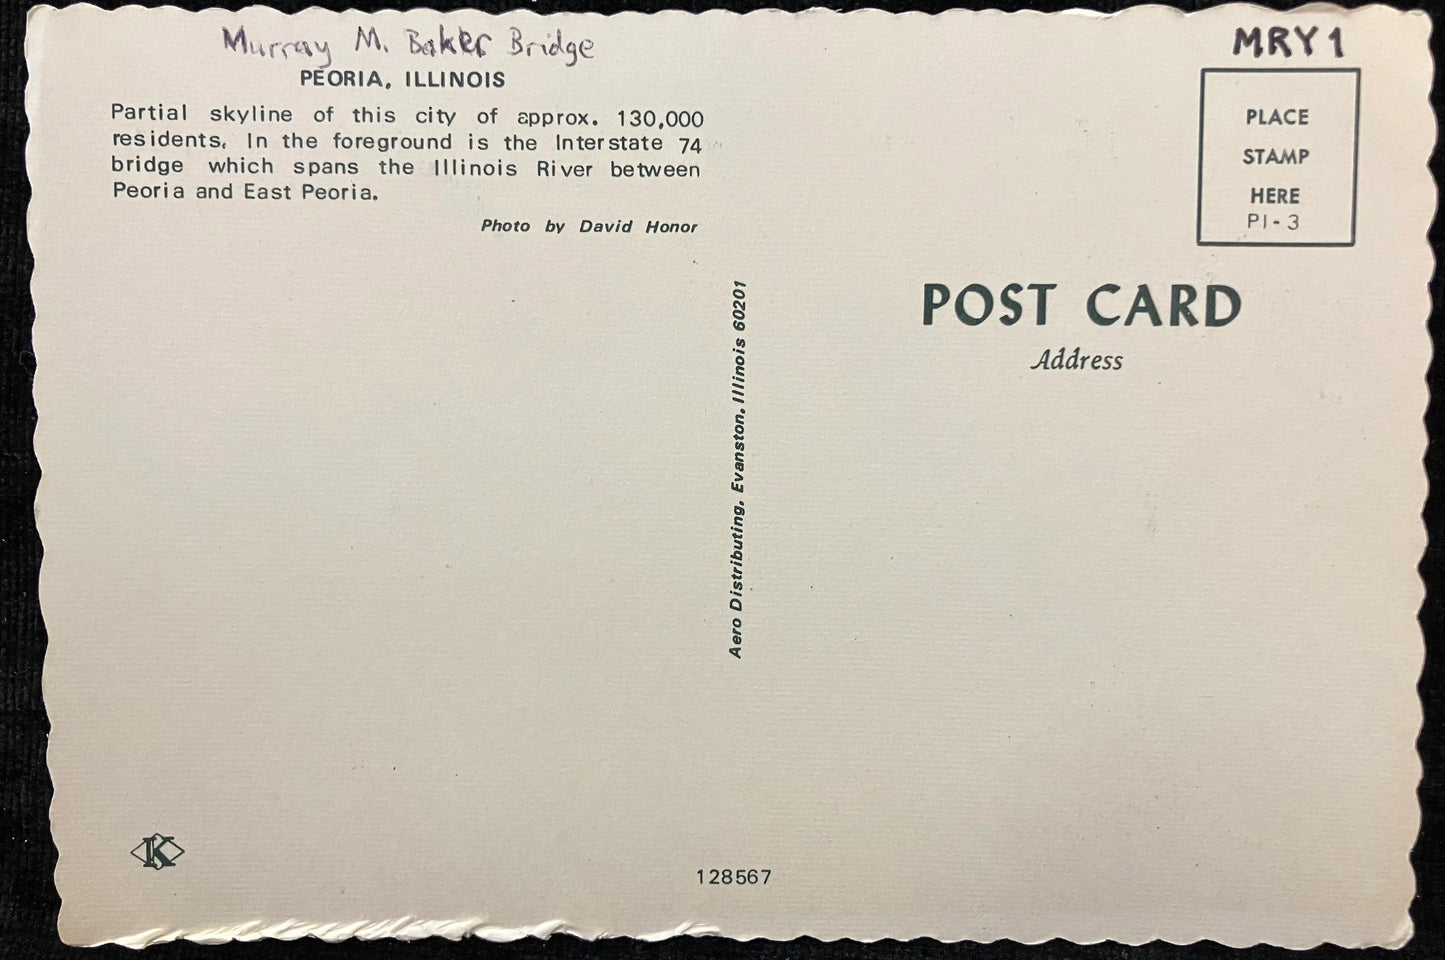 Murray M. Baker Bridge
PEORIA, ILLINOIS
Partial skyline of this city of approx. 130,000
residents. In the foreground is the Interstate 74
bridge which spans the Illinois River between
Peoria and East Peoria.
Photo by David Honor
Aero Distributing, Evanston, Illinois 60201
MRY1
PLACE
STAMP
HERE
PI-3
POST CARD
Address
K
128567